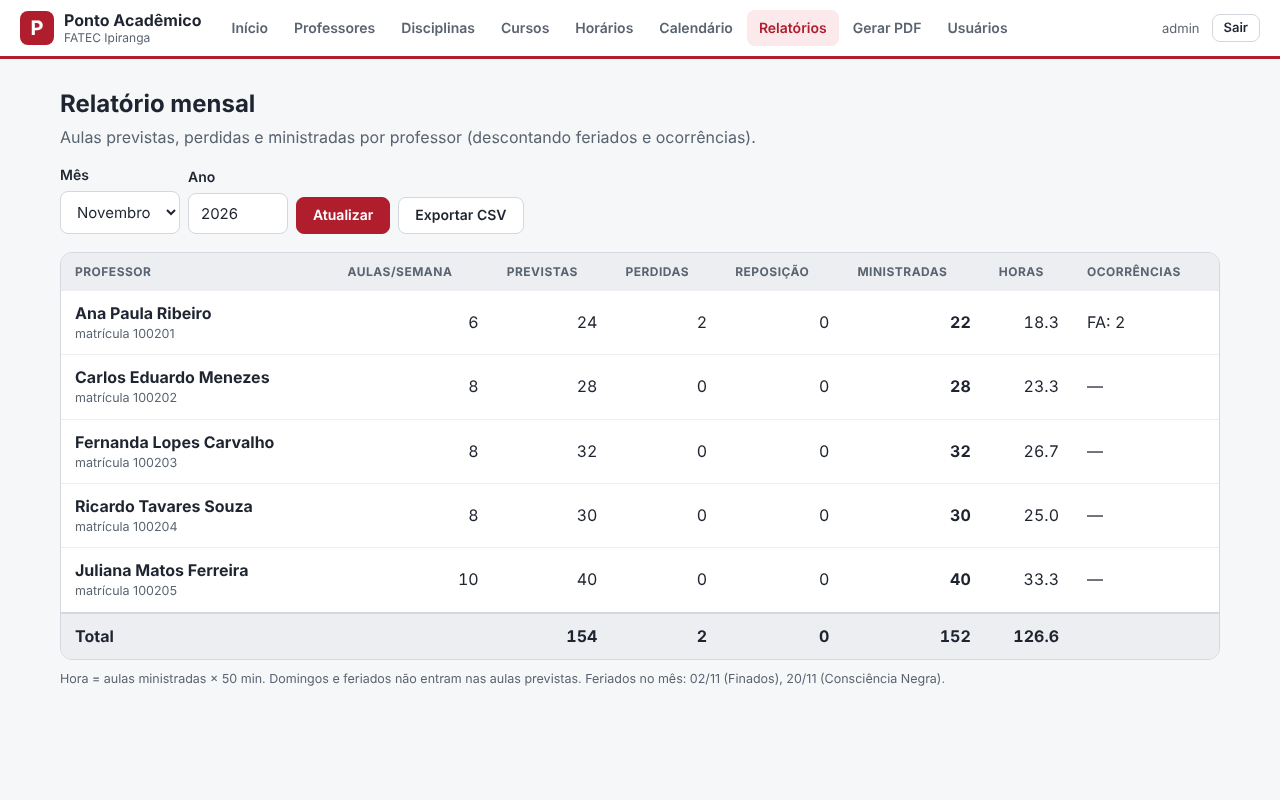 P
Ponto Acadêmico
FATEC Ipiranga
Início Professores Disciplinas Cursos Horários Calendário Relatórios Gerar PDF Usuários admin Sair
Relatório mensal
Aulas previstas, perdidas e ministradas por professor (descontando feriados e ocorrências).
Mês Ano
Novembro 2026 Atualizar Exportar CSV
PROFESSOR AULAS/SEMANA PREVISTAS PERDIDAS REPOSIÇÃO MINISTRADAS HORAS OCORRÊNCIAS
Ana Paula Ribeiro 6 24 2 0 22 18.3 FA: 2
matrícula 100201
Carlos Eduardo Menezes 8 28 0 0 28 23.3 —
matrícula 100202
Fernanda Lopes Carvalho 8 32 0 0 32 26.7 —
matrícula 100203
Ricardo Tavares Souza 8 30 0 0 30 25.0 —
matrícula 100204
Juliana Matos Ferreira 10 40 0 0 40 33.3 —
matrícula 100205
Total 154 2 0 152 126.6
Hora = aulas ministradas × 50 min. Domingos e feriados não entram nas aulas previstas. Feriados no mês: 02/11 (Finados), 20/11 (Consciência Negra).